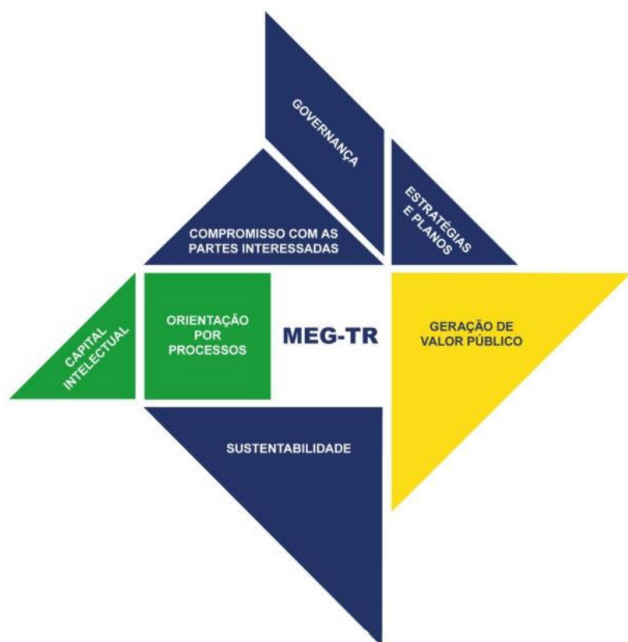 GOVERNANÇA
ESTRATÉGIAS
E PLANOS
COMPROMISSO COM AS
PARTES INTERESSADAS
CAPITAL
INTELECTUAL
ORIENTAÇÃO
POR
PROCESSOS
MEG-TR
GERAÇÃO DE
VALOR PÚBLICO
SUSTENTABILIDADE